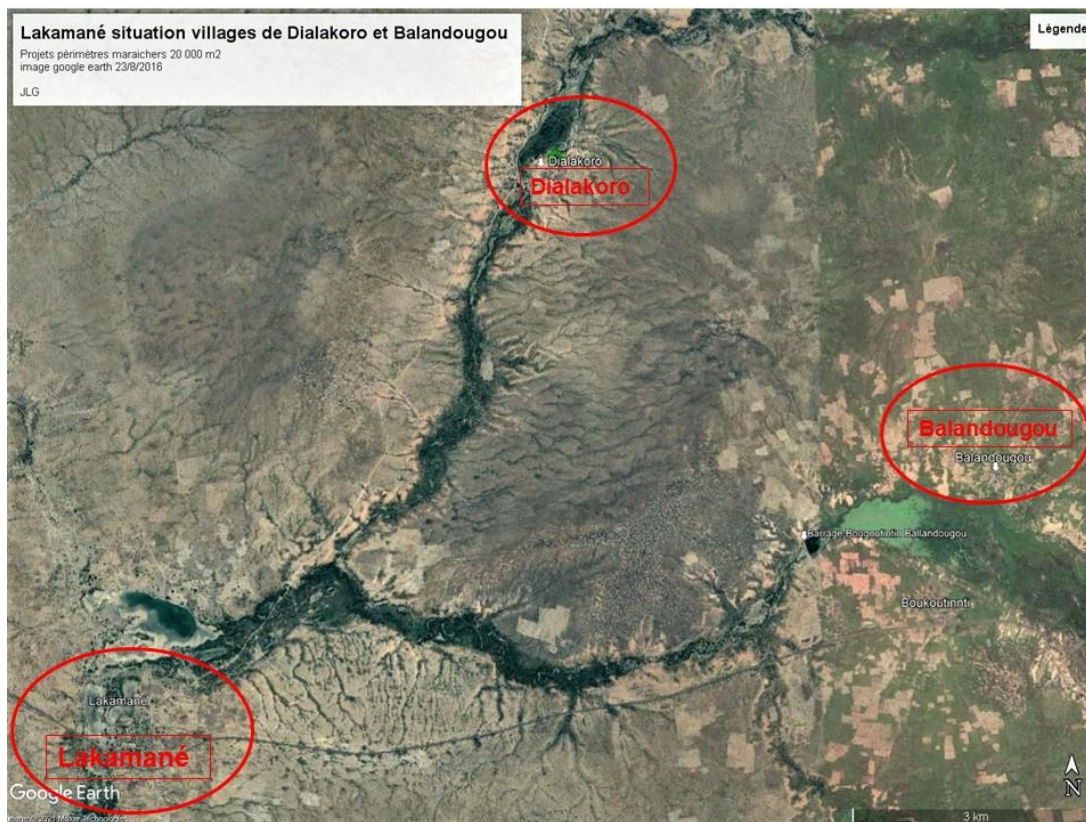 Lakamané situation villages de Dialakoro et Balandougou
Projets périmètres maraichers 20 000 m2
image google earth 23/8/2016
JLG
Légende
Dialakoro
Dialakoro
Balandougou
Balandougou
Barrage Bougoutintin Ballandougou
Boukoutinnti
Lakamané
Lakamané
Google Earth
N
3 km